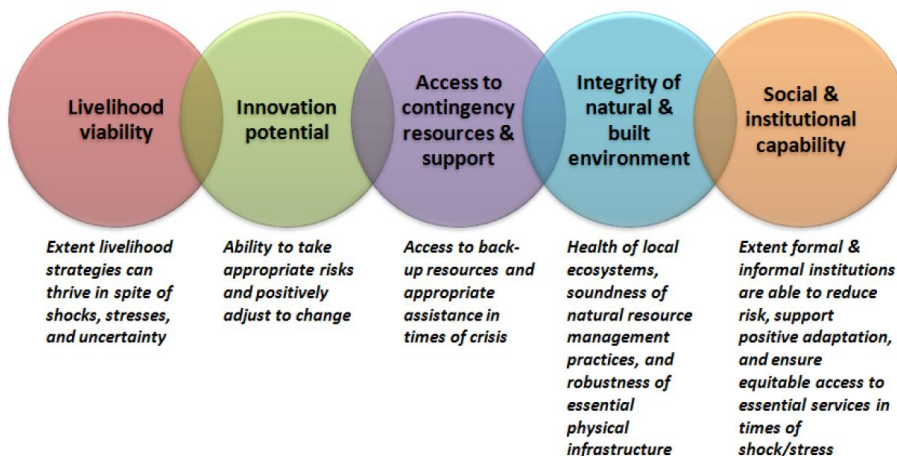 Livelihood
viability
Innovation
potential
Access to
contingency
resources &
support
Integrity of
natural &
built
environment
Social &
institutional
capability
Extent livelihood
strategies can
thrive in spite of
shocks, stresses,
and uncertainty
Ability to take
appropriate risks
and positively
adjust to change
Access to back-
up resources and
appropriate
assistance in
times of crisis
Health of local
ecosystems,
soundness of
natural resource
management
practices, and
robustness of
essential
physical
infrastructure
Extent formal &
informal institutions
are able to reduce
risk, support
positive adaptation,
and ensure
equitable access to
essential services in
times of
shock/stress